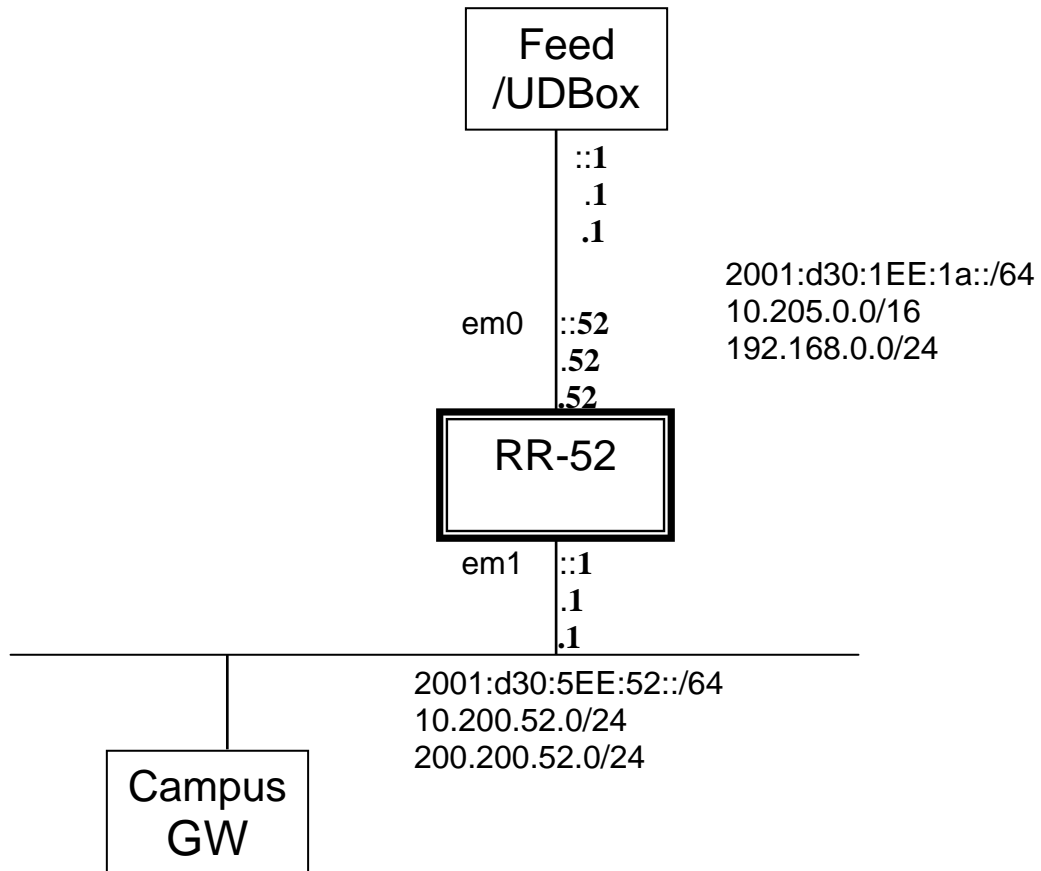 Feed
/UDBox
::1
.1
.1
2001:d30:1EE:1a::/64
10.205.0.0/16
192.168.0.0/24
em0
::52
.52
.52
RR-52
em1
::1
.1
.1
2001:d30:5EE:52::/64
10.200.52.0/24
200.200.52.0/24
Campus
GW